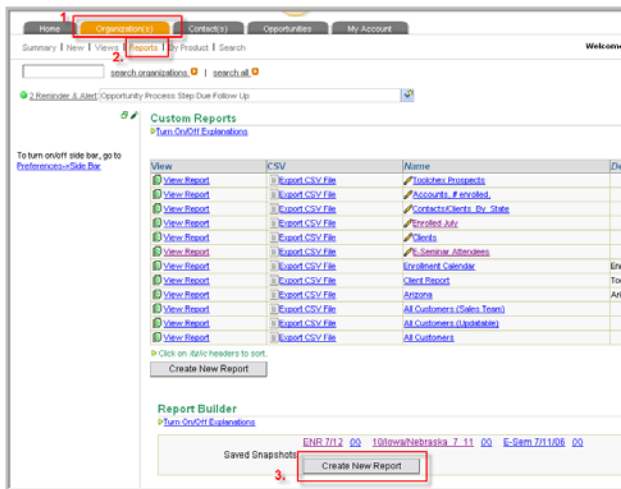 1.
Home Organization(s) Contact(s) Opportunities My Account
2.
Summary | New | Views | Reports | By Product | Search
Welcome
search organizations | search all
2 Reminder & Alert: Opportunity Process Step Due Follow Up
Custom Reports
Turn On/Off Explanations
To turn on/off side bar, go to
Preferences->Side Bar
View CSV Name De
View Report Export CSV File Toolchex Prospects
View Report Export CSV File Accounts, # enrolled,
View Report Export CSV File Contacts/Clients_By_State
View Report Export CSV File Enrolled July
View Report Export CSV File Clients
View Report Export CSV File E-Seminar Attendees
View Report Export CSV File Enrollment Calendar Enr
View Report Export CSV File Client Report Too
View Report Export CSV File Arizona Ari
View Report Export CSV File All Customers (Sales Team)
View Report Export CSV File All Customers (Updatable)
View Report Export CSV File All Customers
Click on Italic headers to sort.
Create New Report
Report Builder
Turn On/Off Explanations
ENR 7/12 (X) 10/Iowa/Nebraska_7_11 (X) E-Sem 7/11/06 (X)
Saved Snapshots
3.
Create New Report